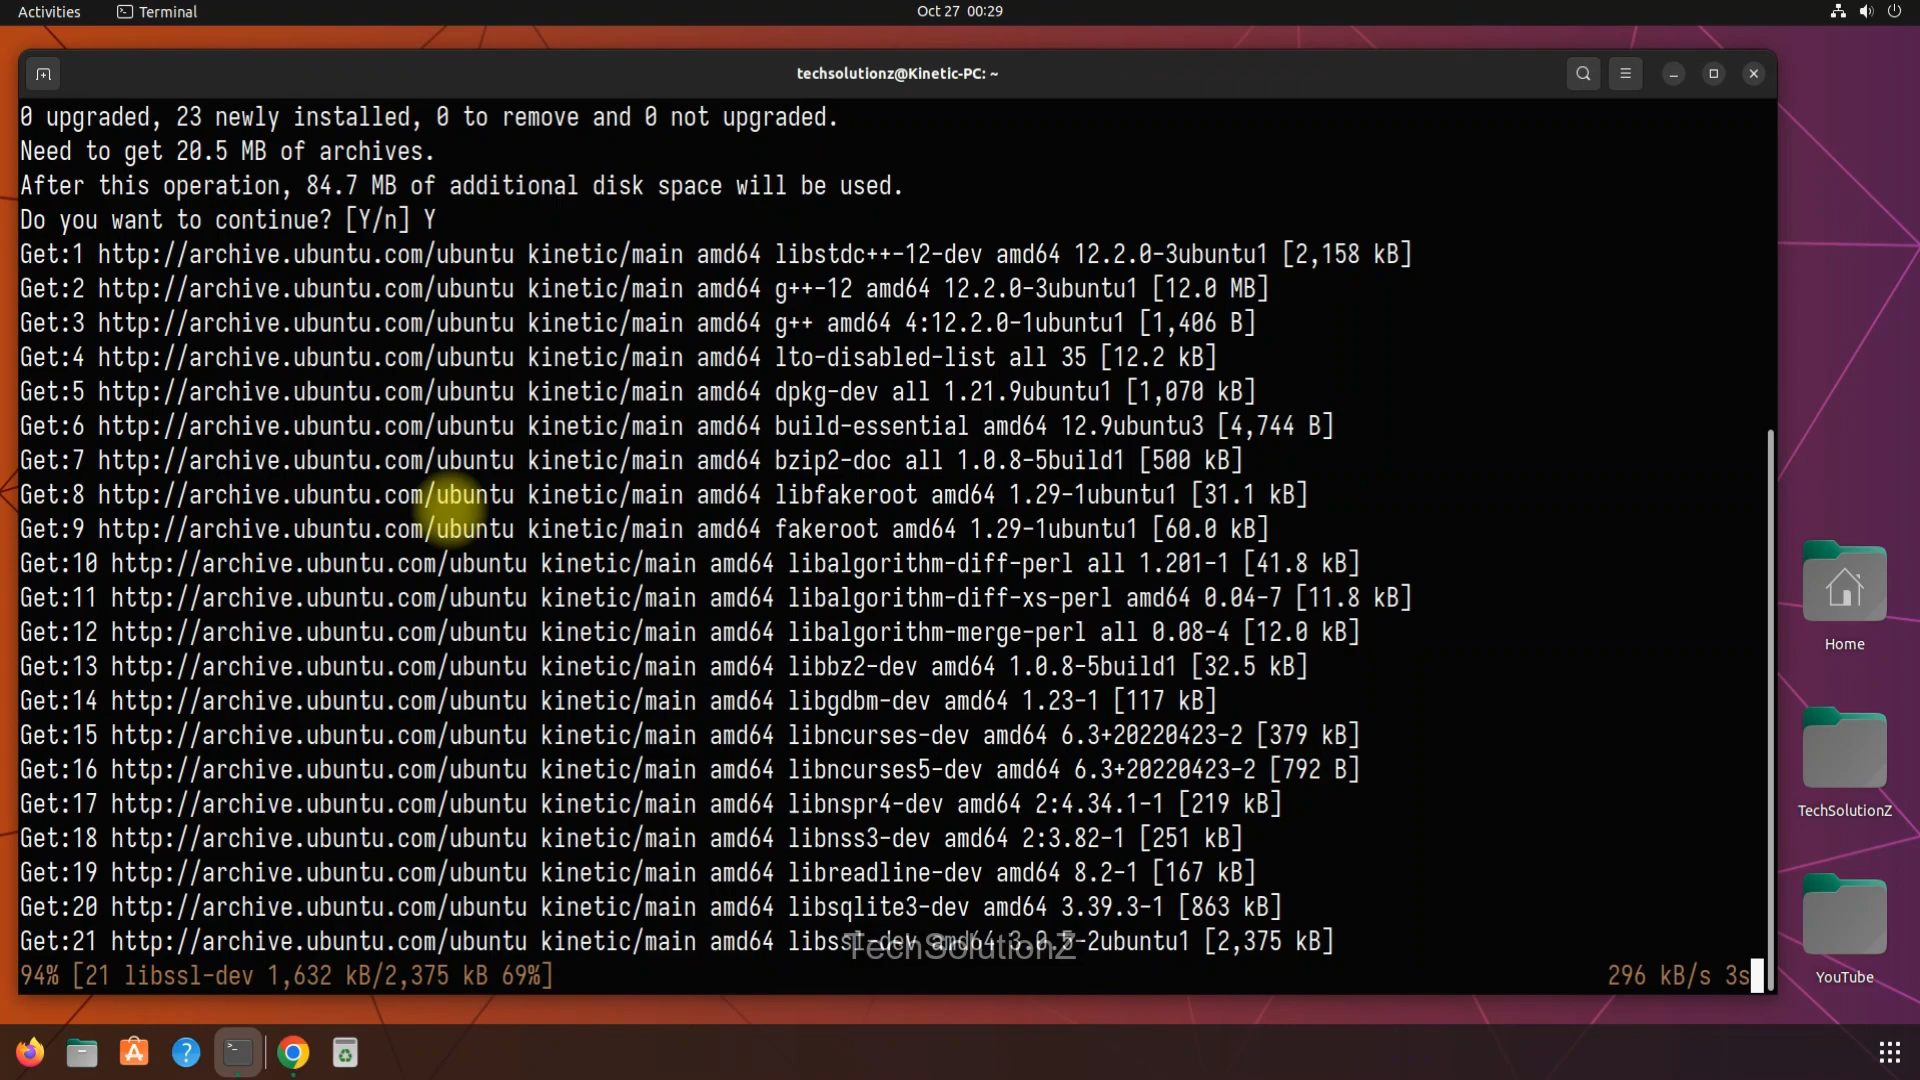 Activities
Terminal
Oct 27 00:29
techsolutionz@Kinetic-PC: ~
0 upgraded, 23 newly installed, 0 to remove and 0 not upgraded.
Need to get 20.5 MB of archives.
After this operation, 84.7 MB of additional disk space will be used.
Do you want to continue? [Y/n] Y
Get:1 http://archive.ubuntu.com/ubuntu kinetic/main amd64 libstdc++-12-dev amd64 12.2.0-3ubuntu1 [2,158 kB]
Get:2 http://archive.ubuntu.com/ubuntu kinetic/main amd64 g++-12 amd64 12.2.0-3ubuntu1 [12.0 MB]
Get:3 http://archive.ubuntu.com/ubuntu kinetic/main amd64 g++ amd64 4:12.2.0-1ubuntu1 [1,406 B]
Get:4 http://archive.ubuntu.com/ubuntu kinetic/main amd64 lto-disabled-list all 35 [12.2 kB]
Get:5 http://archive.ubuntu.com/ubuntu kinetic/main amd64 dpkg-dev all 1.21.9ubuntu1 [1,070 kB]
Get:6 http://archive.ubuntu.com/ubuntu kinetic/main amd64 build-essential amd64 12.9ubuntu3 [4,744 B]
Get:7 http://archive.ubuntu.com/ubuntu kinetic/main amd64 bzip2-doc all 1.0.8-5build1 [500 kB]
Get:8 http://archive.ubuntu.com/ubuntu kinetic/main amd64 libfakeroot amd64 1.29-1ubuntu1 [31.1 kB]
Get:9 http://archive.ubuntu.com/ubuntu kinetic/main amd64 fakeroot amd64 1.29-1ubuntu1 [60.0 kB]
Get:10 http://archive.ubuntu.com/ubuntu kinetic/main amd64 libalgorithm-diff-perl all 1.201-1 [41.8 kB]
Get:11 http://archive.ubuntu.com/ubuntu kinetic/main amd64 libalgorithm-diff-xs-perl amd64 0.04-7 [11.8 kB]
Get:12 http://archive.ubuntu.com/ubuntu kinetic/main amd64 libalgorithm-merge-perl all 0.08-4 [12.0 kB]
Get:13 http://archive.ubuntu.com/ubuntu kinetic/main amd64 libbz2-dev amd64 1.0.8-5build1 [32.5 kB]
Get:14 http://archive.ubuntu.com/ubuntu kinetic/main amd64 libgdbm-dev amd64 1.23-1 [117 kB]
Get:15 http://archive.ubuntu.com/ubuntu kinetic/main amd64 libncurses-dev amd64 6.3+20220423-2 [379 kB]
Get:16 http://archive.ubuntu.com/ubuntu kinetic/main amd64 libncurses5-dev amd64 6.3+20220423-2 [792 B]
Get:17 http://archive.ubuntu.com/ubuntu kinetic/main amd64 libnspr4-dev amd64 2:4.34.1-1 [219 kB]
Get:18 http://archive.ubuntu.com/ubuntu kinetic/main amd64 libnss3-dev amd64 2:3.82-1 [251 kB]
Get:19 http://archive.ubuntu.com/ubuntu kinetic/main amd64 libreadline-dev amd64 8.2-1 [167 kB]
Get:20 http://archive.ubuntu.com/ubuntu kinetic/main amd64 libsqlite3-dev amd64 3.39.3-1 [863 kB]
Get:21 http://archive.ubuntu.com/ubuntu kinetic/main amd64 libssl-dev amd64 3.0.5-2ubuntu1 [2,375 kB]
TechSolutionZ
94% [21 libssl-dev 1,632 kB/2,375 kB 69%] 296 kB/s 3s
Home
TechSolutionZ
YouTube